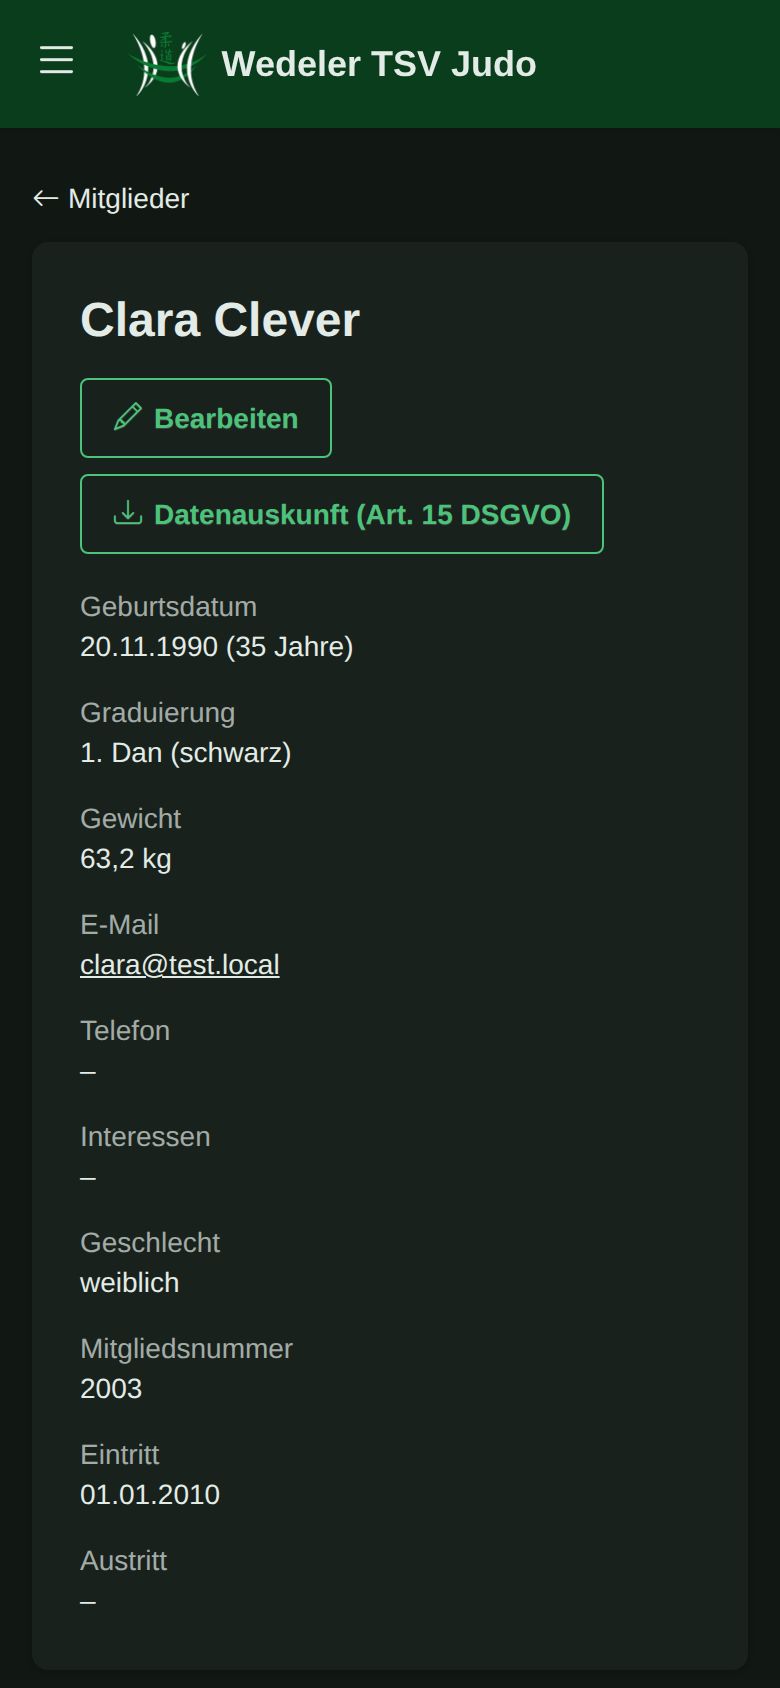 柔道
Wedeler TSV Judo
← Mitglieder
Clara Clever
Bearbeiten
Datenauskunft (Art. 15 DSGVO)
Geburtsdatum
20.11.1990 (35 Jahre)
Graduierung
1. Dan (schwarz)
Gewicht
63,2 kg
E-Mail
clara@test.local
Telefon
–
Interessen
–
Geschlecht
weiblich
Mitgliedsnummer
2003
Eintritt
01.01.2010
Austritt
–